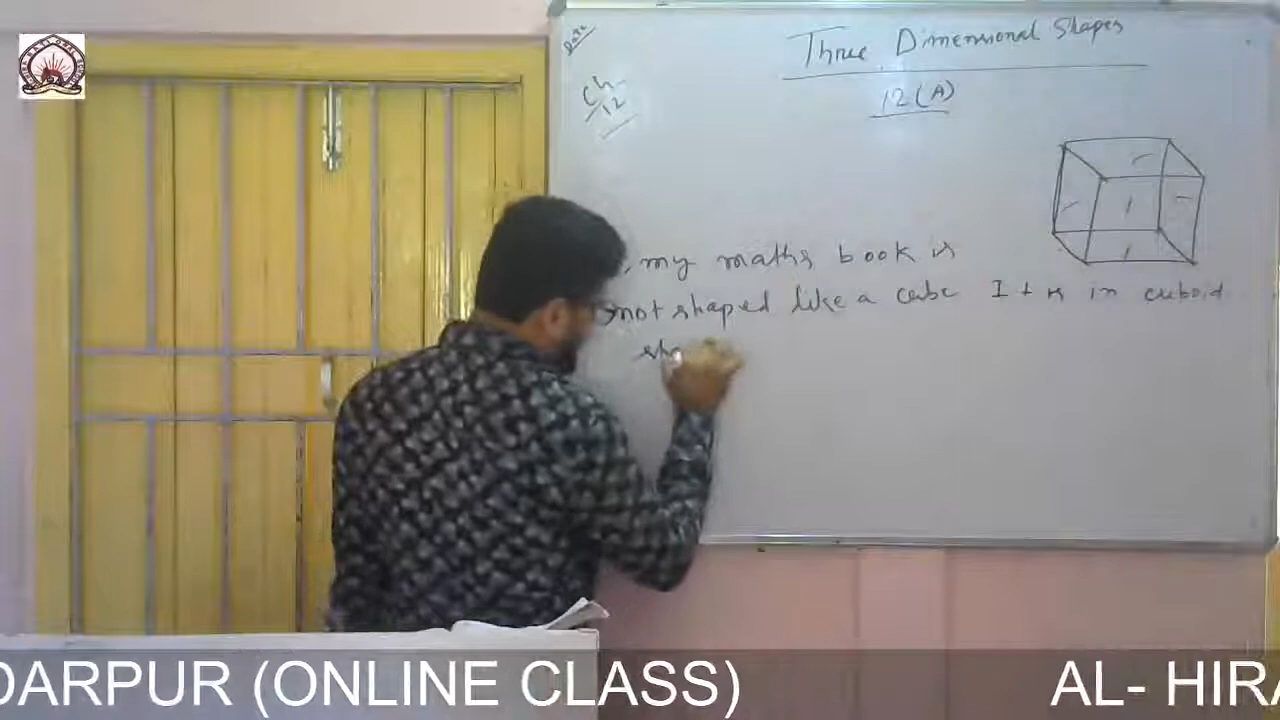 Three Dimensional Shapes
Ch
12
12 (A)
my maths book is
not shaped like a cube It is in cuboid
DARPUR (ONLINE CLASS) AL- HIRA